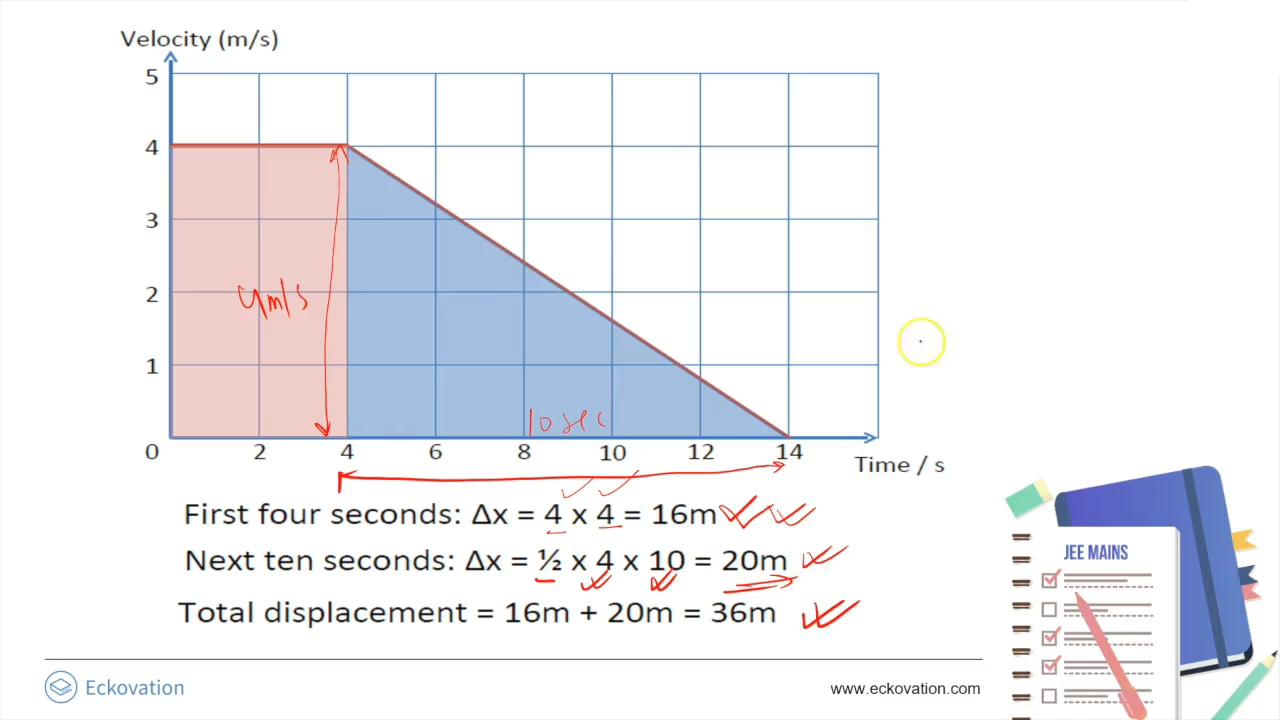 Velocity (m/s)
5
4
3
2
1
0 2 4 6 8 10 12 14
Time / s
4m/s
10 sec
First four seconds: Δx = 4 x 4 = 16m
Next ten seconds: Δx = ½ x 4 x 10 = 20m
Total displacement = 16m + 20m = 36m
JEE MAINS
Eckovation
www.eckovation.com